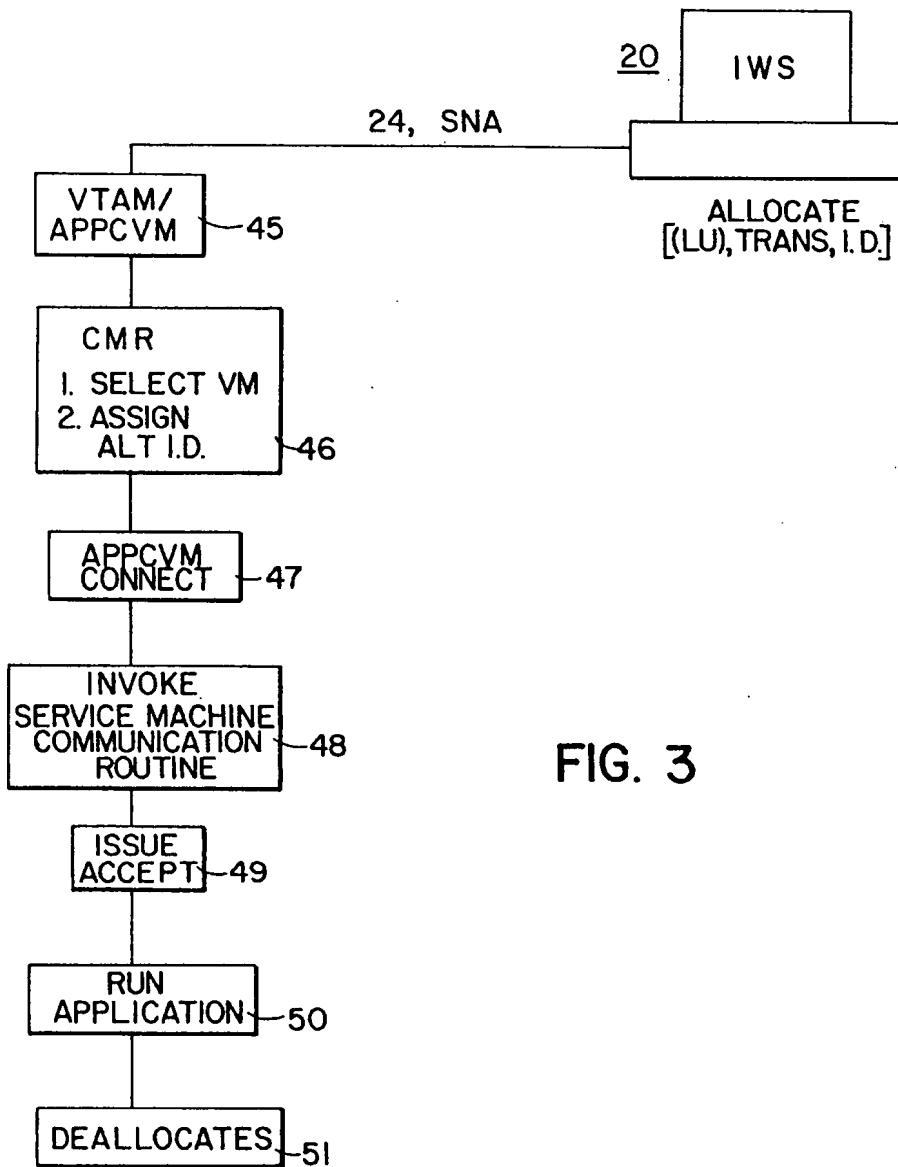 20
IWS
24, SNA
ALLOCATE
[(LU), TRANS, I.D.]
VTAM/
APPCVM
45
CMR
1. SELECT VM
2. ASSIGN
ALT I.D.
46
APPCVM
CONNECT
47
INVOKE
SERVICE MACHINE
COMMUNICATION
ROUTINE
48
FIG. 3
ISSUE
ACCEPT
49
RUN
APPLICATION
50
DEALLOCATES
51